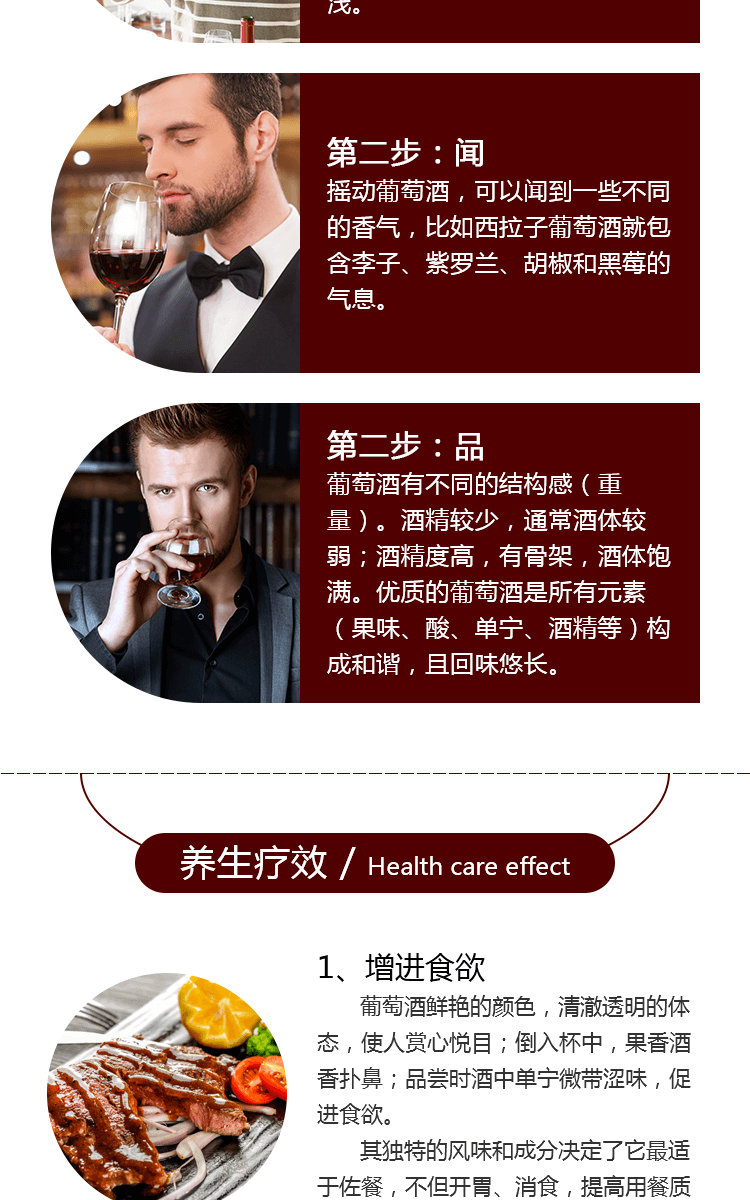 浅。
第二步：闻
摇动葡萄酒，可以闻到一些不同
的香气，比如西拉子葡萄酒就包
含李子、紫罗兰、胡椒和黑莓的
气息。
第二步：品
葡萄酒有不同的结构感（重
量）。酒精较少，通常酒体较
弱；酒精度高，有骨架，酒体饱
满。优质的葡萄酒是所有元素
（果味、酸、单宁、酒精等）构
成和谐，且回味悠长。
养生疗效 / Health care effect
1、增进食欲
葡萄酒鲜艳的颜色，清澈透明的体
态，使人赏心悦目；倒入杯中，果香酒
香扑鼻；品尝时酒中单宁微带涩味，促
进食欲。
其独特的风味和成分决定了它最适
于佐餐，不但开胃、消食，提高用餐质